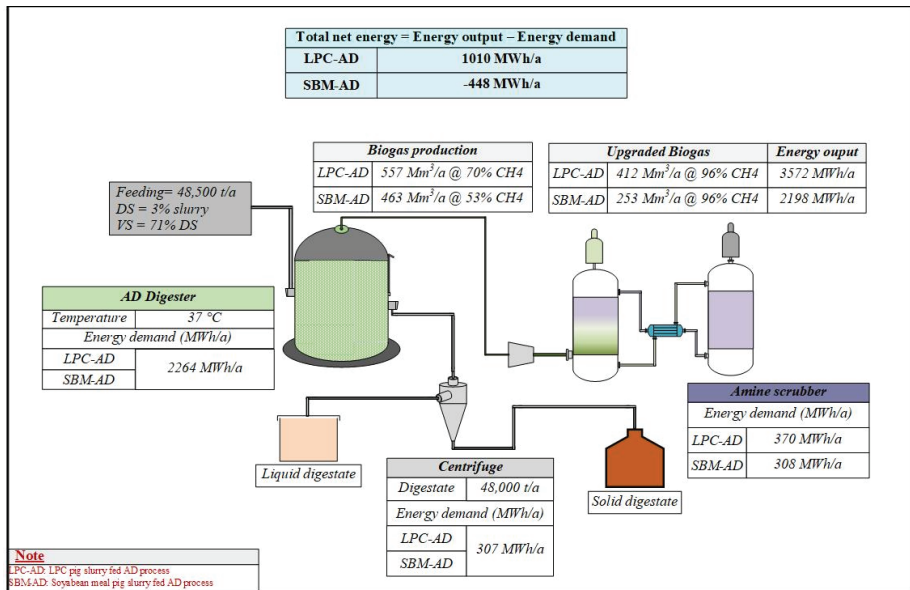 Total net energy = Energy output – Energy demand
LPC-AD 1010 MWh/a
SBM-AD -448 MWh/a
Biogas production
LPC-AD 557 Mm³/a @ 70% CH4
SBM-AD 463 Mm³/a @ 53% CH4
Upgraded Biogas Energy ouput
LPC-AD 412 Mm³/a @ 96% CH4 3572 MWh/a
SBM-AD 253 Mm³/a @ 96% CH4 2198 MWh/a
Feeding= 48,500 t/a
DS = 3% slurry
VS = 71% DS
AD Digester
Temperature 37 °C
Energy demand (MWh/a)
LPC-AD
2264 MWh/a
SBM-AD
Amine scrubber
Energy demand (MWh/a)
LPC-AD 370 MWh/a
SBM-AD 308 MWh/a
Liquid digestate
Centrifuge
Digestate 48,000 t/a
Energy demand (MWh/a)
LPC-AD
307 MWh/a
SBM-AD
Solid digestate
Note
LPC-AD: LPC pig slurry fed AD process
SBM-AD: Soyabean meal pig slurry fed AD process